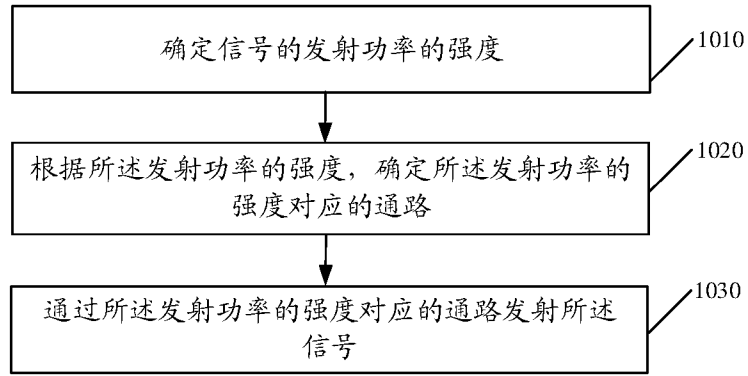 确定信号的发射功率的强度
1010
根据所述发射功率的强度，确定所述发射功率的
强度对应的通路
1020
通过所述发射功率的强度对应的通路发射所述
信号
1030